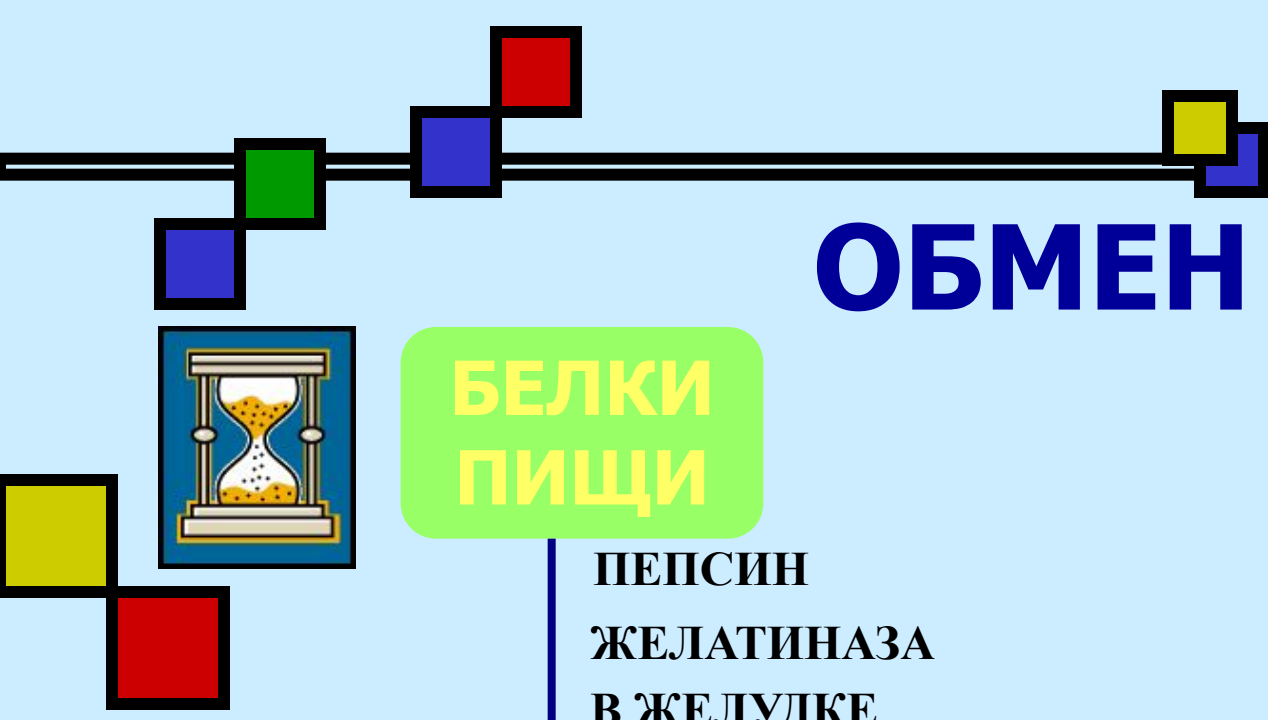 ОБМЕН
БЕЛКИ
ПИЩИ
ПЕПСИН
ЖЕЛАТИНАЗА
В ЖЕЛУДКЕ